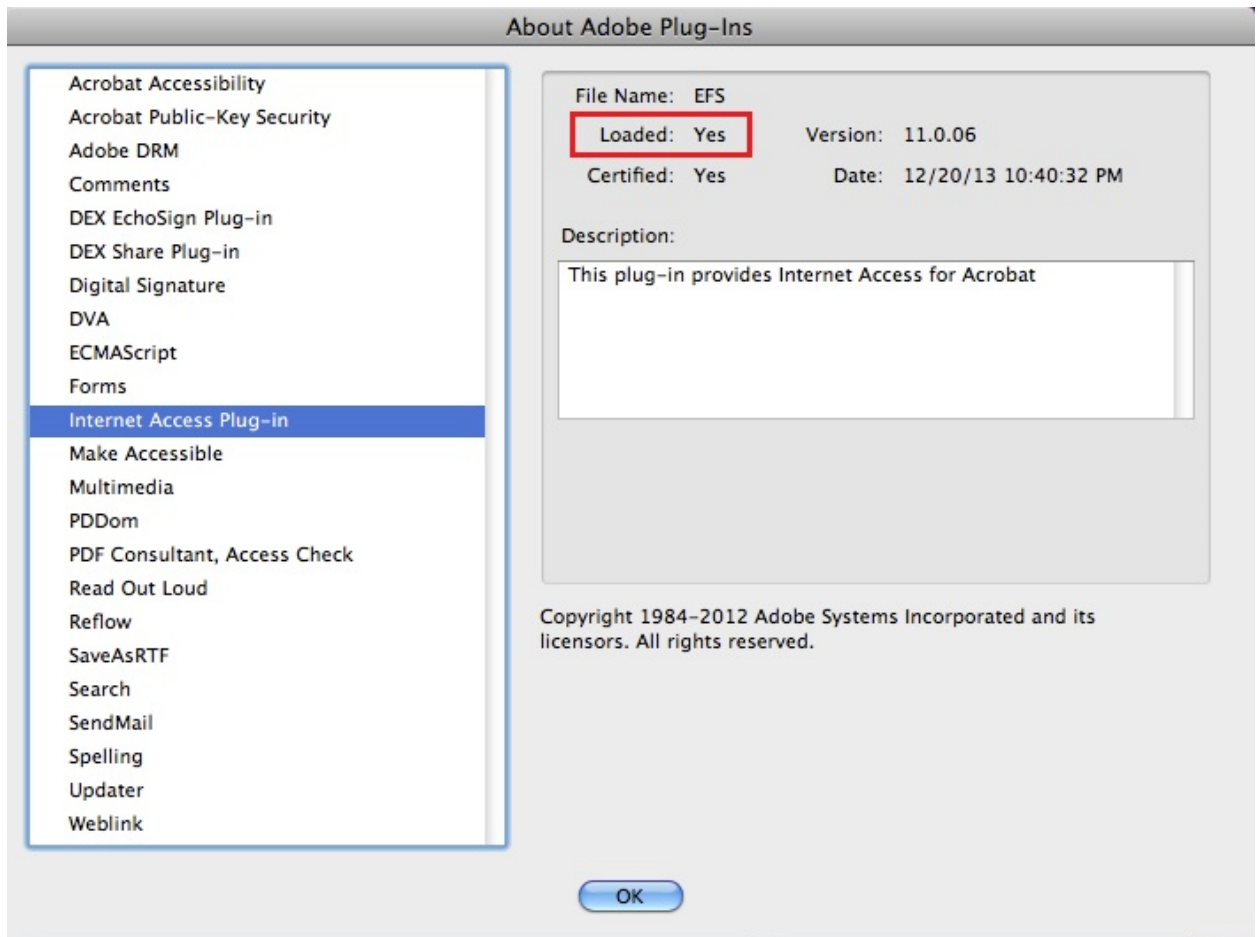 About Adobe Plug-Ins
Acrobat Accessibility
Acrobat Public-Key Security
Adobe DRM
Comments
DEX EchoSign Plug-in
DEX Share Plug-in
Digital Signature
DVA
ECMAScript
Forms
Internet Access Plug-in
Make Accessible
Multimedia
PDDom
PDF Consultant, Access Check
Read Out Loud
Reflow
SaveAsRTF
Search
SendMail
Spelling
Updater
Weblink
File Name: EFS
Loaded: Yes Version: 11.0.06
Certified: Yes Date: 12/20/13 10:40:32 PM
Description:
This plug-in provides Internet Access for Acrobat
Copyright 1984-2012 Adobe Systems Incorporated and its
licensors. All rights reserved.
OK